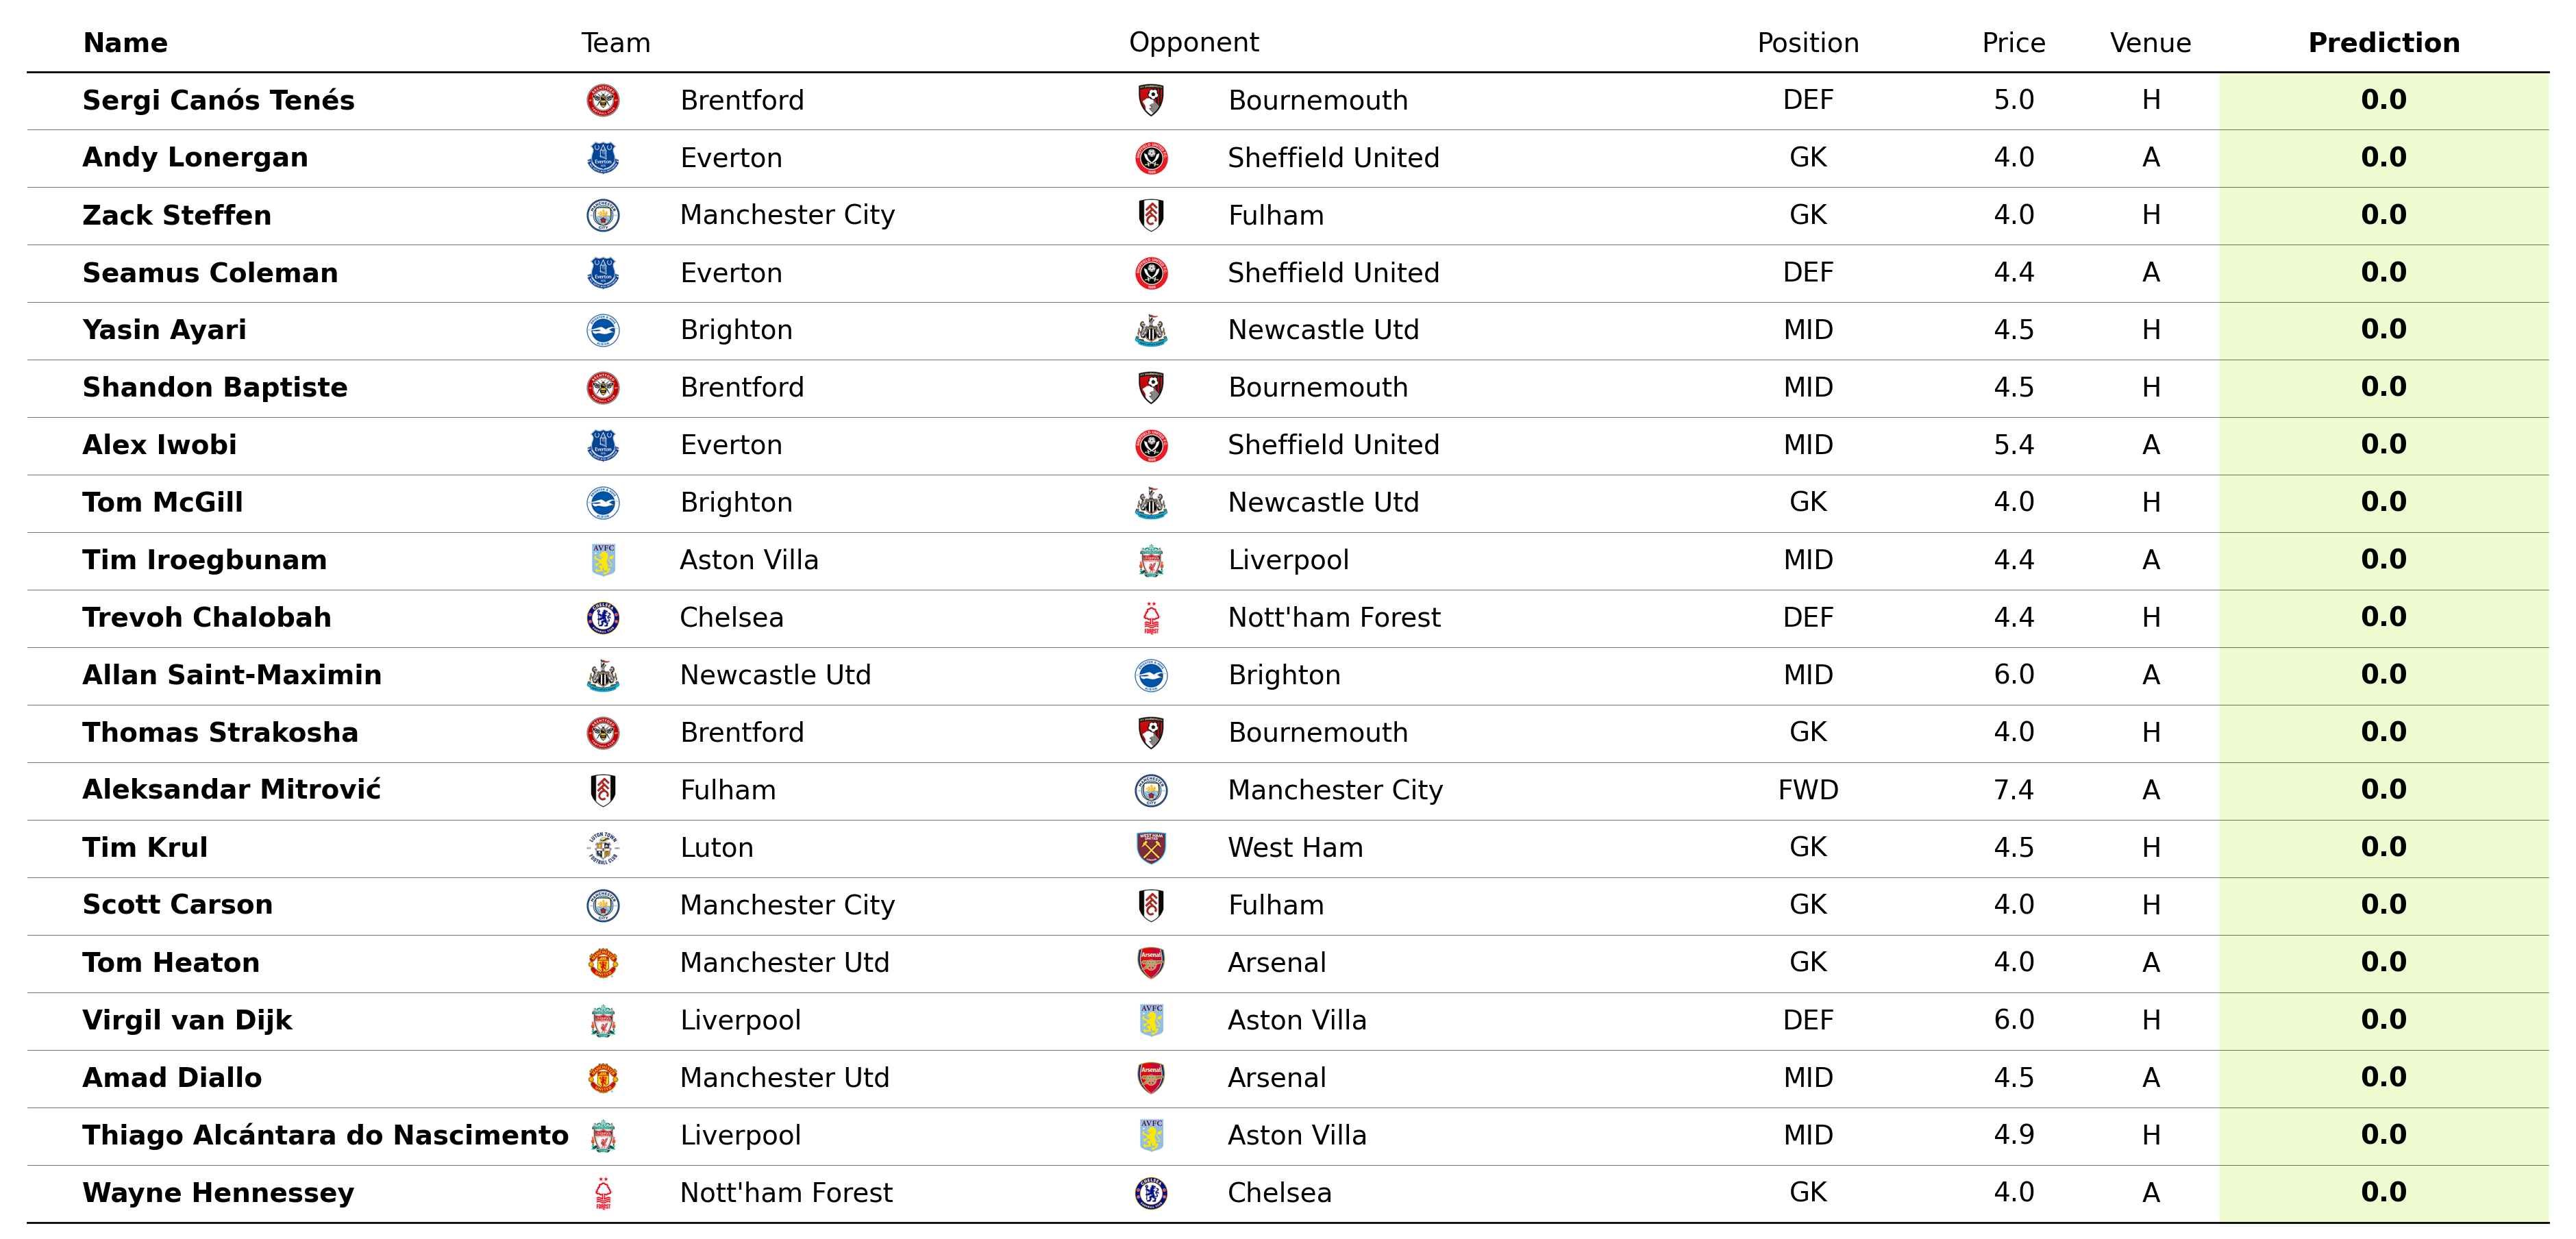 Name Team Opponent Position Price Venue Prediction
Sergi Canós Tenés Brentford Bournemouth DEF 5.0 H 0.0
Andy Lonergan Everton Sheffield United GK 4.0 A 0.0
Zack Steffen Manchester City Fulham GK 4.0 H 0.0
Seamus Coleman Everton Sheffield United DEF 4.4 A 0.0
Yasin Ayari Brighton Newcastle Utd MID 4.5 H 0.0
Shandon Baptiste Brentford Bournemouth MID 4.5 H 0.0
Alex Iwobi Everton Sheffield United MID 5.4 A 0.0
Tom McGill Brighton Newcastle Utd GK 4.0 H 0.0
Tim Iroegbunam Aston Villa Liverpool MID 4.4 A 0.0
Trevoh Chalobah Chelsea Nott'ham Forest DEF 4.4 H 0.0
Allan Saint-Maximin Newcastle Utd Brighton MID 6.0 A 0.0
Thomas Strakosha Brentford Bournemouth GK 4.0 H 0.0
Aleksandar Mitrović Fulham Manchester City FWD 7.4 A 0.0
Tim Krul Luton West Ham GK 4.5 H 0.0
Scott Carson Manchester City Fulham GK 4.0 H 0.0
Tom Heaton Manchester Utd Arsenal GK 4.0 A 0.0
Virgil van Dijk Liverpool Aston Villa DEF 6.0 H 0.0
Amad Diallo Manchester Utd Arsenal MID 4.5 A 0.0
Thiago Alcántara do Nascimento Liverpool Aston Villa MID 4.9 H 0.0
Wayne Hennessey Nott'ham Forest Chelsea GK 4.0 A 0.0